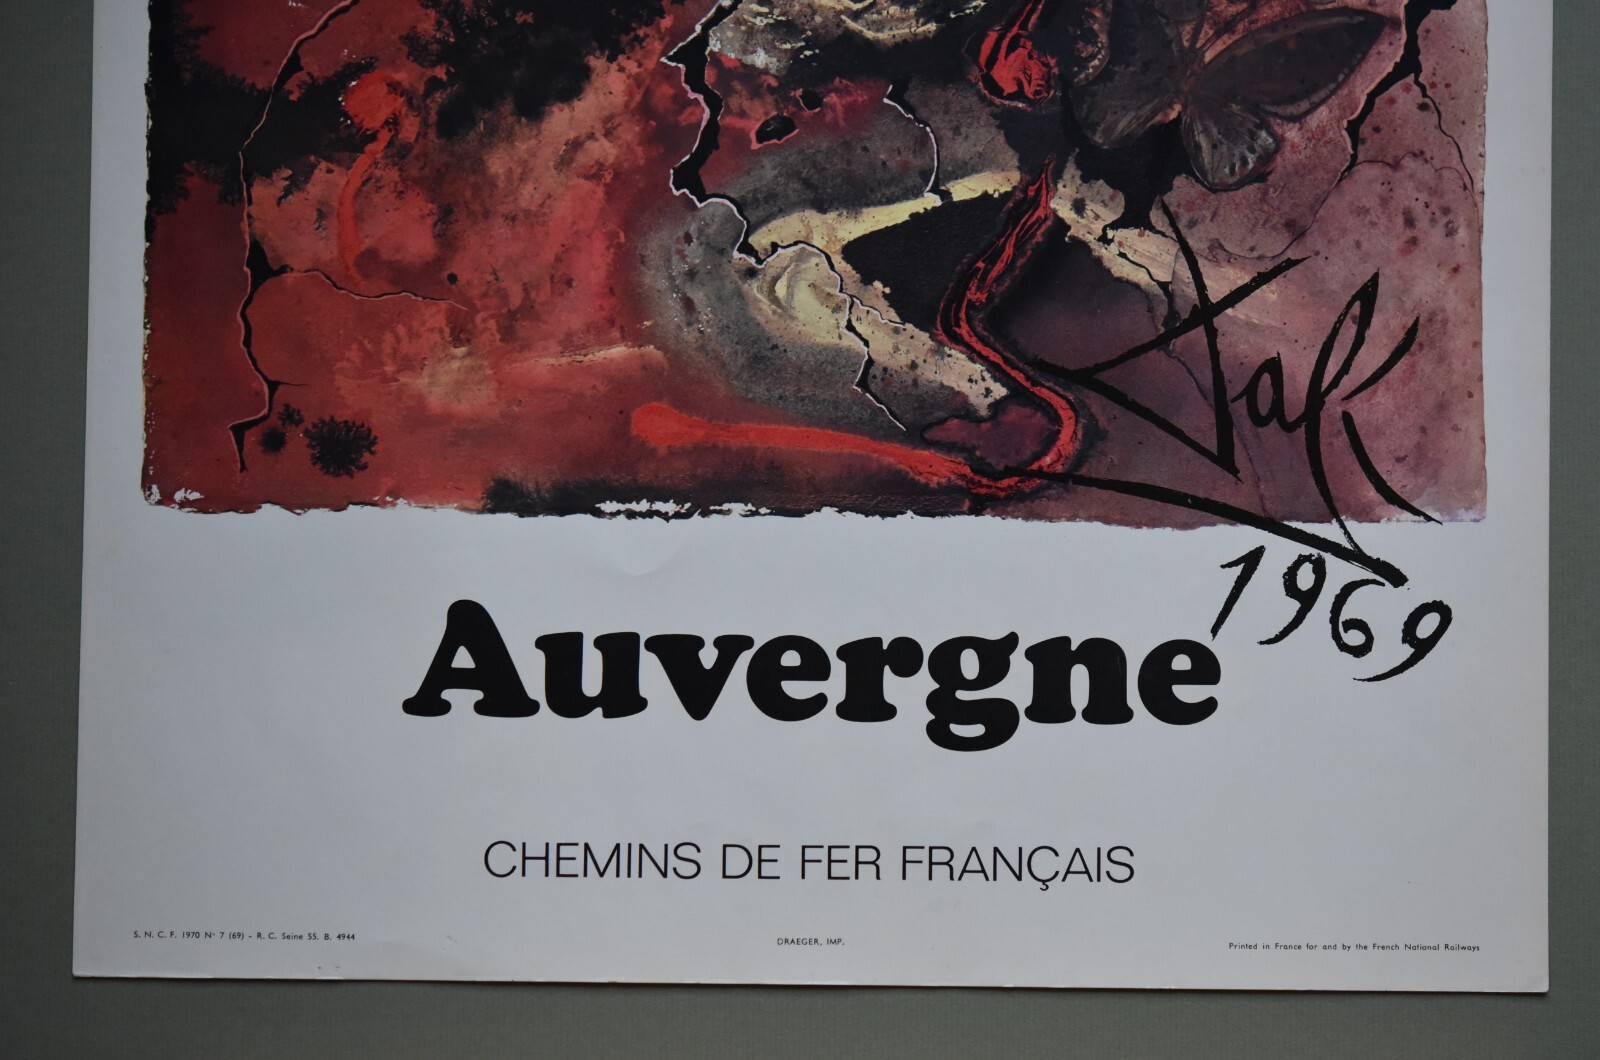 Dalí
1969
Auvergne
CHEMINS DE FER FRANÇAIS
S. N. C. F. 1970 N° 7 (69) - R. C. Seine 55. B. 4944
DRAEGER, IMP.
Printed in France for and by the French National Railways